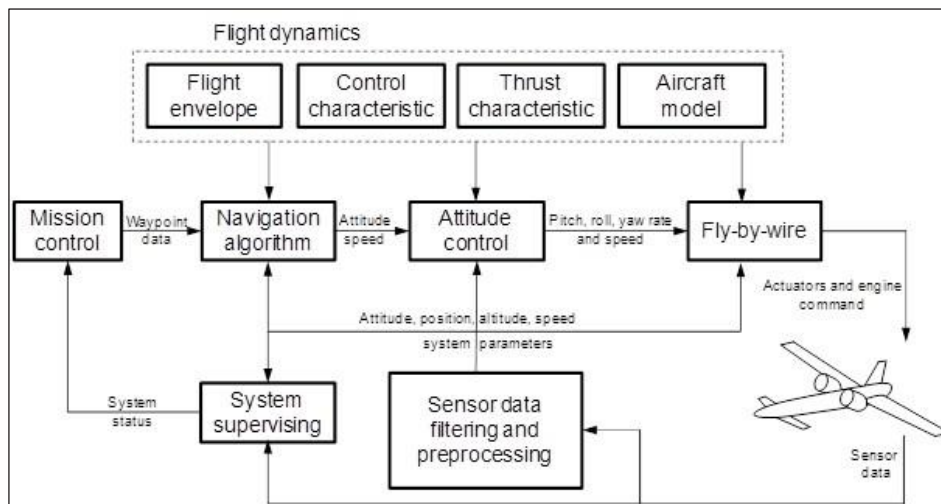 Flight dynamics
Flight
envelope
Control
characteristic
Thrust
characteristic
Aircraft
model
Mission
control
Waypoint
data
Navigation
algorithm
Attitude
speed
Attitude
control
Pitch, roll, yaw rate
and speed
Fly-by-wire
Actuators and engine
command
Attitude, position, altitude, speed
system parameters
System
status
System
supervising
Sensor data
filtering and
preprocessing
Sensor
data